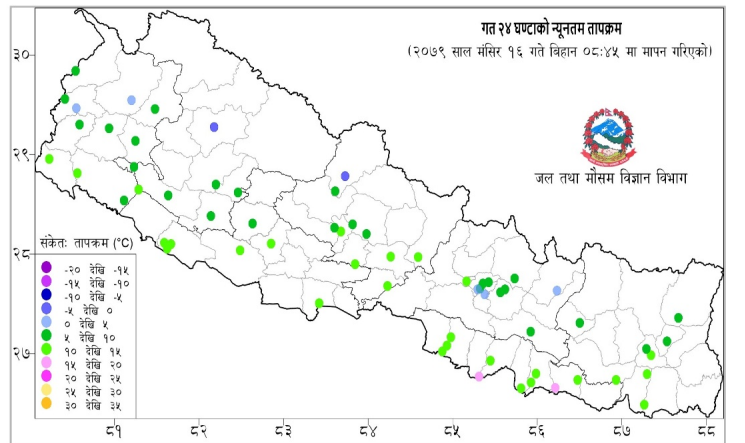 गत २४ घण्टाको न्यूनतम तापक्रम
(२०७९ साल मंसिर १६ गते बिहान ०८:४५ मा मापन गरिएको)
जल तथा मौसम विज्ञान विभाग
३०
२९
२८
२७
संकेतः तापक्रम (°C)
-२० देखि -१५
-१५ देखि -१०
-१० देखि -५
-५ देखि ०
० देखि ५
५ देखि १०
१० देखि १५
१५ देखि २०
२० देखि २५
२५ देखि ३०
३० देखि ३५
८१ ८२ ८३ ८४ ८५ ८६ ८७ ८८